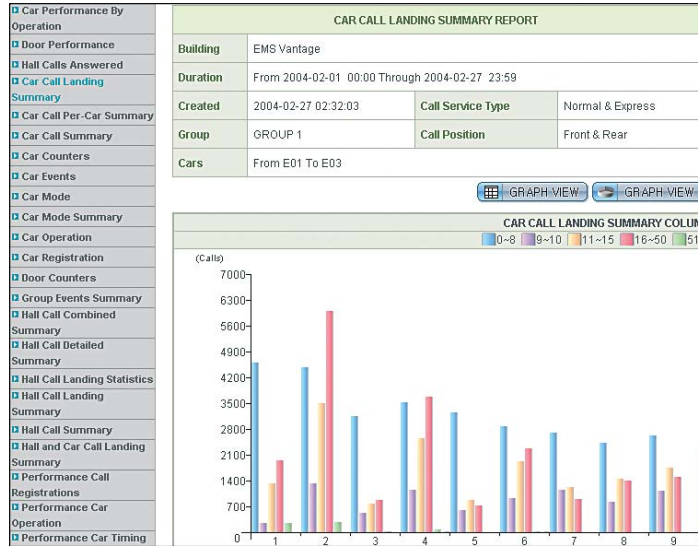 Car Performance By
Operation
Door Performance
Hall Calls Answered
Car Call Landing
Summary
Car Call Per-Car Summary
Car Call Summary
Car Counters
Car Events
Car Mode
Car Mode Summary
Car Operation
Car Registration
Door Counters
Group Events Summary
Hall Call Combined
Summary
Hall Call Detailed
Summary
Hall Call Landing Statistics
Hall Call Landing
Summary
Hall Call Summary
Hall and Car Call Landing
Summary
Performance Call
Registrations
Performance Car
Operation
Performance Car Timing
CAR CALL LANDING SUMMARY REPORT
Building EMS Vantage
Duration From 2004-02-01 00:00 Through 2004-02-27 23:59
Created 2004-02-27 02:32:03 Call Service Type Normal & Express
Group GROUP 1 Call Position Front & Rear
Cars From E01 To E03
GRAPH VIEW GRAPH VIEW
CAR CALL LANDING SUMMARY COLUM
0~8 9~10 11~15 16~50 51
(Calls)
7000
6300
5600
4900
4200
3500
2800
2100
1400
700
0
1 2 3 4 5 6 7 8 9